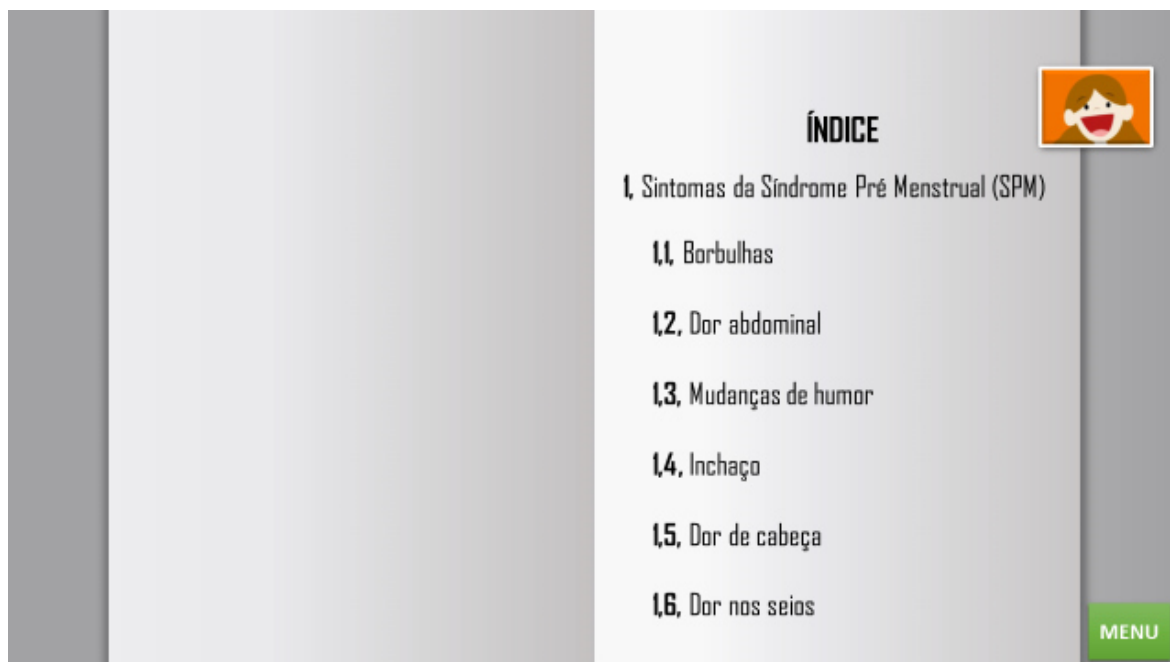 ÍNDICE
1, Sintomas da Síndrome Pré Menstrual (SPM)
1,1, Borbulhas
1,2, Dor abdominal
1,3, Mudanças de humor
1,4, Inchaço
1,5, Dor de cabeça
1,6, Dor nos seios
MENU